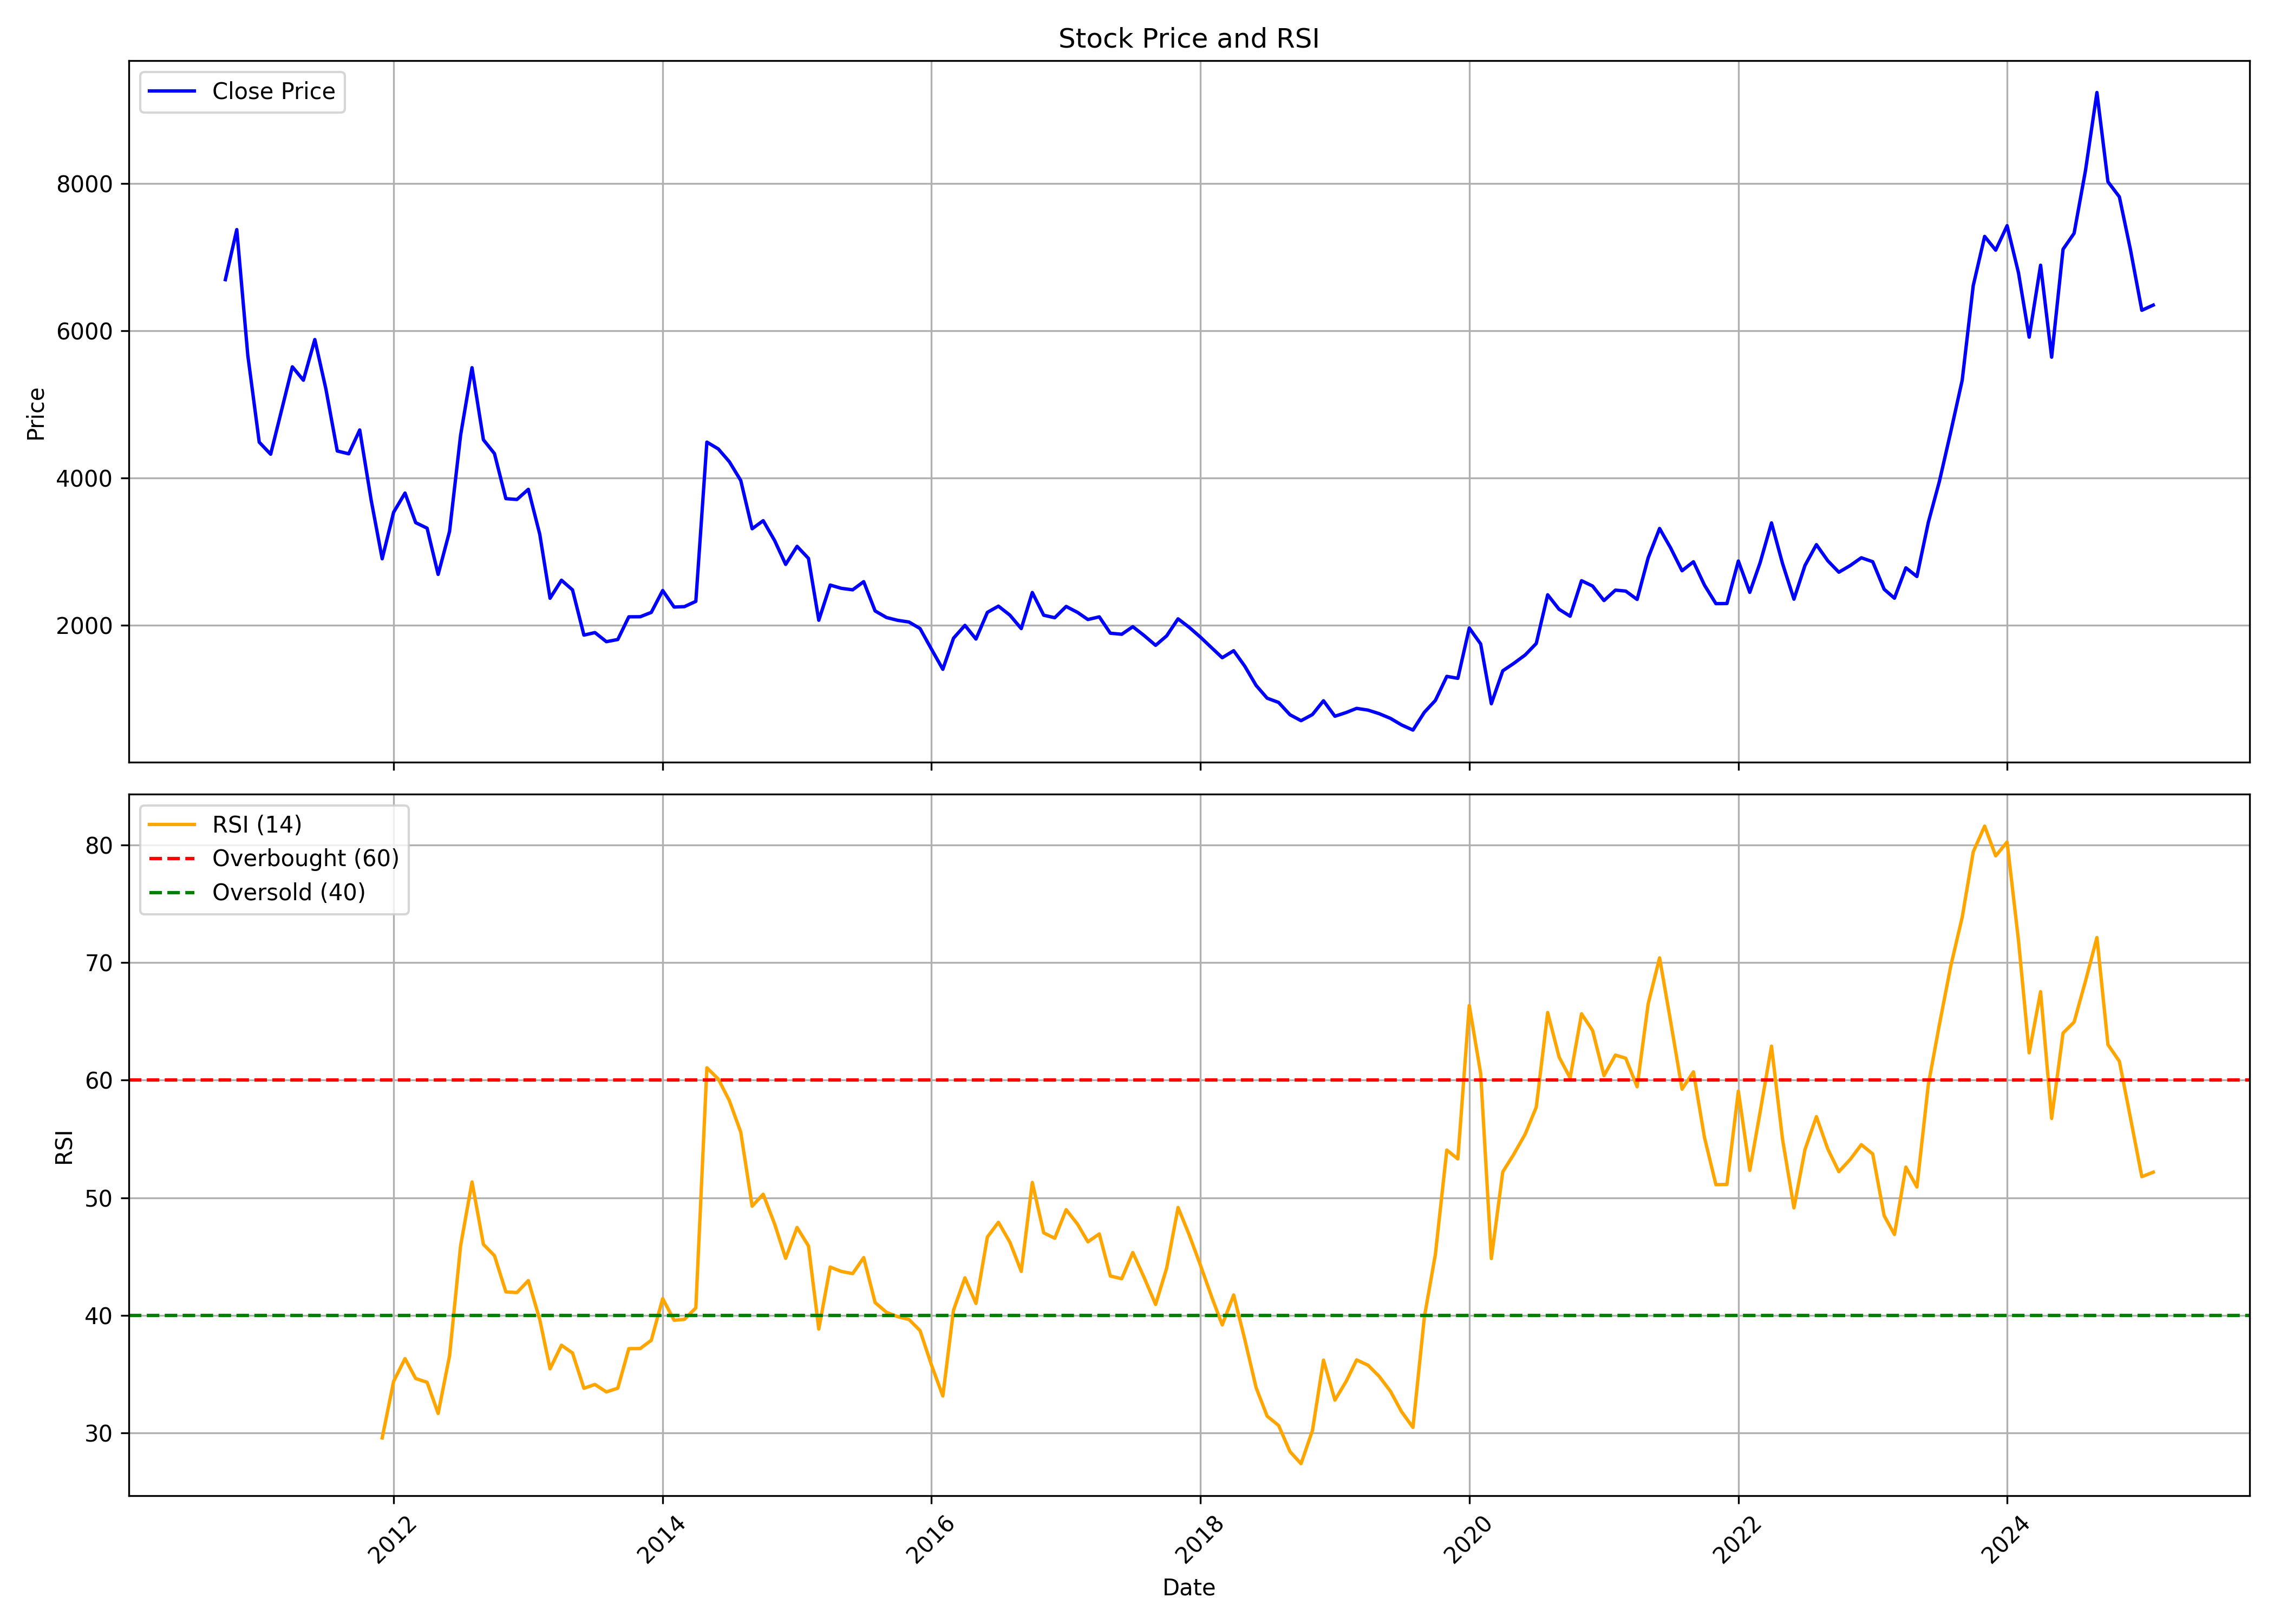 Stock Price and RSI
Close Price
8000
6000
4000
2000
Price
RSI (14)
Overbought (60)
Oversold (40)
80
70
60
50
40
30
RSI
2012
2014
2016
2018
2020
2022
2024
Date